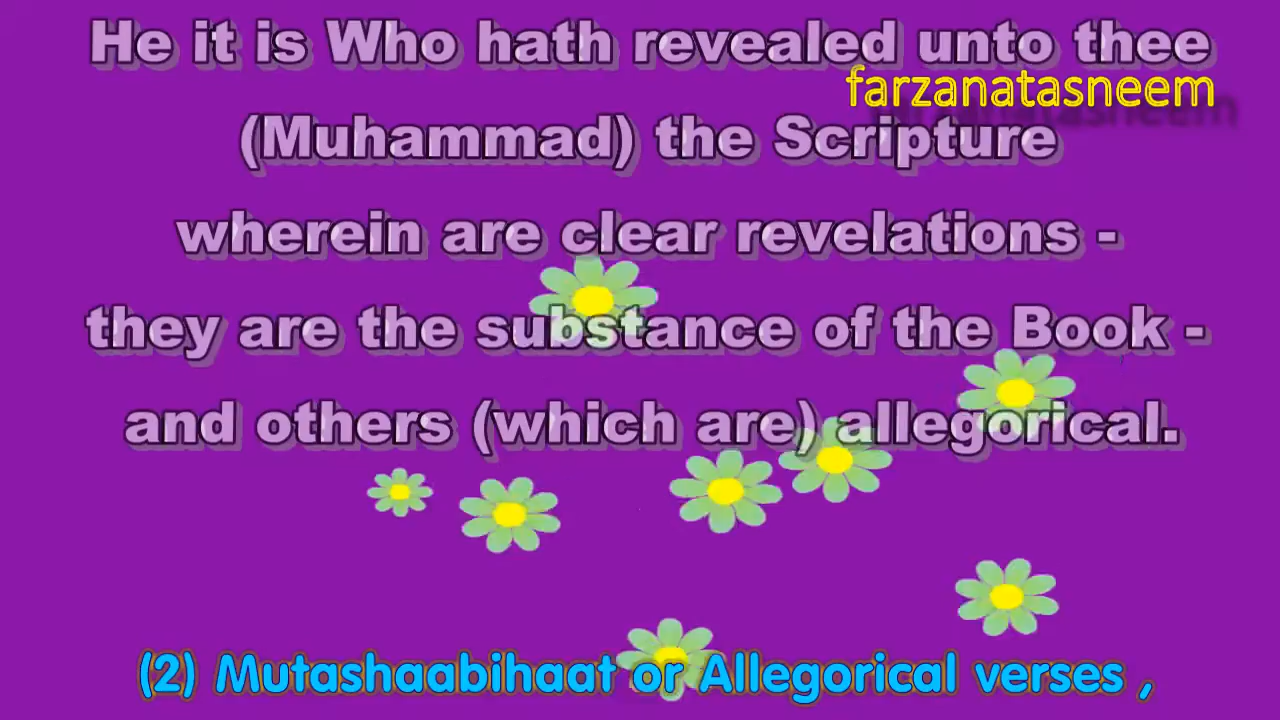 He it is Who hath revealed unto thee
farzanatasneem
(Muhammad) the Scripture
wherein are clear revelations -
they are the substance of the Book -
and others (which are) allegorical.
(2) Mutashaabihaat or Allegorical verses ,